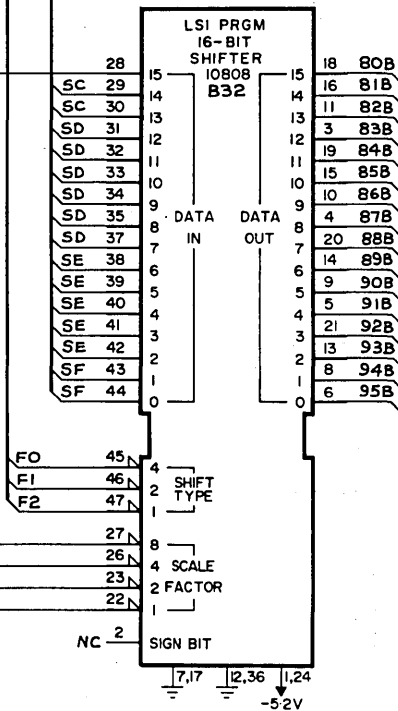 LSI PRGM
16-BIT
SHIFTER
10808
B32
28 15 15 18 80B
SC 29 14 14 16 81B
SC 30 13 13 11 82B
SD 31 12 12 3 83B
SD 32 11 11 19 84B
SD 33 10 10 15 85B
SD 34 9 9 10 86B
SD 35 8 DATA DATA 8 4 87B
SD 37 7 IN OUT 7 20 88B
SE 38 6 6 14 89B
SE 39 5 5 9 90B
SE 40 4 4 5 91B
SE 41 3 3 21 92B
SE 42 2 2 13 93B
SF 43 1 1 8 94B
SF 44 0 0 6 95B
F0 45 4
F1 46 2 SHIFT
F2 47 1 TYPE
27 8
26 4 SCALE
23 2 FACTOR
22 1
NC 2 SIGN BIT
7,17 12,36 1,24
-5·2V